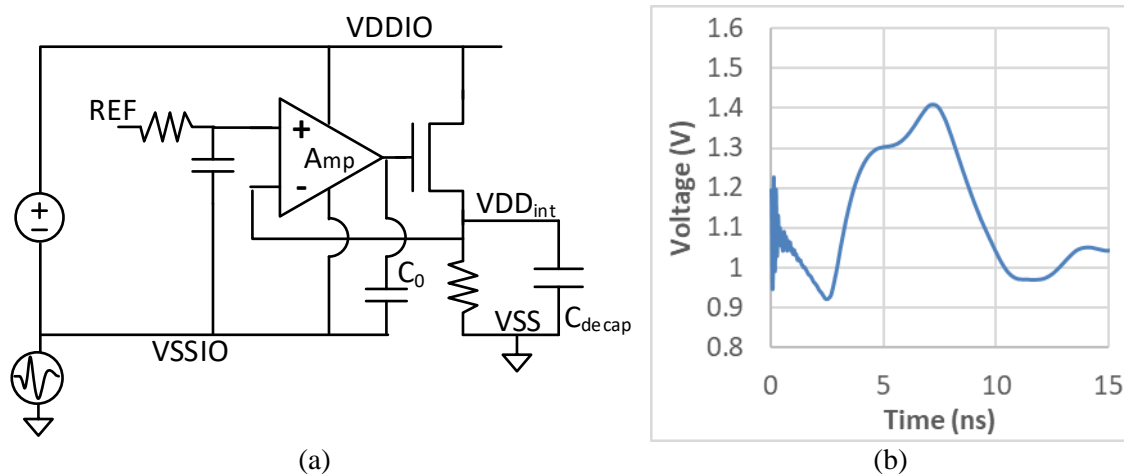 VDDIO
REF
+
Amp
-
VDDint
+
-
C0
VSS
Cdecap
VSSIO
(a)
1.6
1.5
1.4
1.3
1.2
1.1
1
0.9
0.8
Voltage (V)
0 5 10 15
Time (ns)
(b)